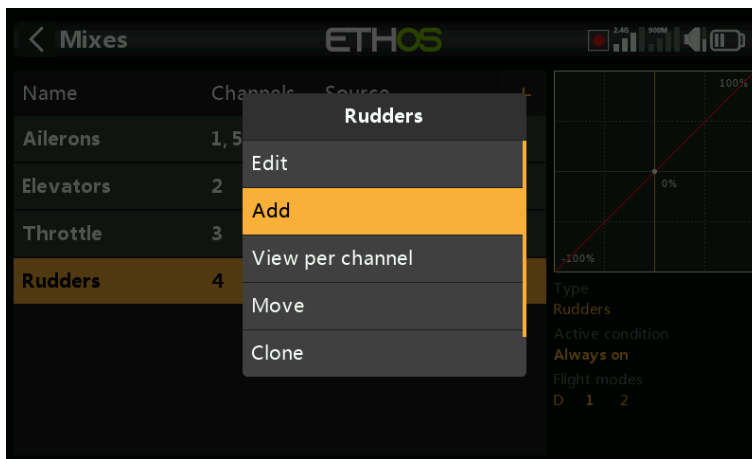 Mixes
ETHOS
2.4G
900M
Name Channels Source +
100%
Ailerons 1, 5
Elevators 2
Throttle 3
Rudders 4
Rudders
Edit
Add
View per channel
Move
Clone
0%
-100%
Type
Rudders
Active condition
Always on
Flight modes
D 1 2